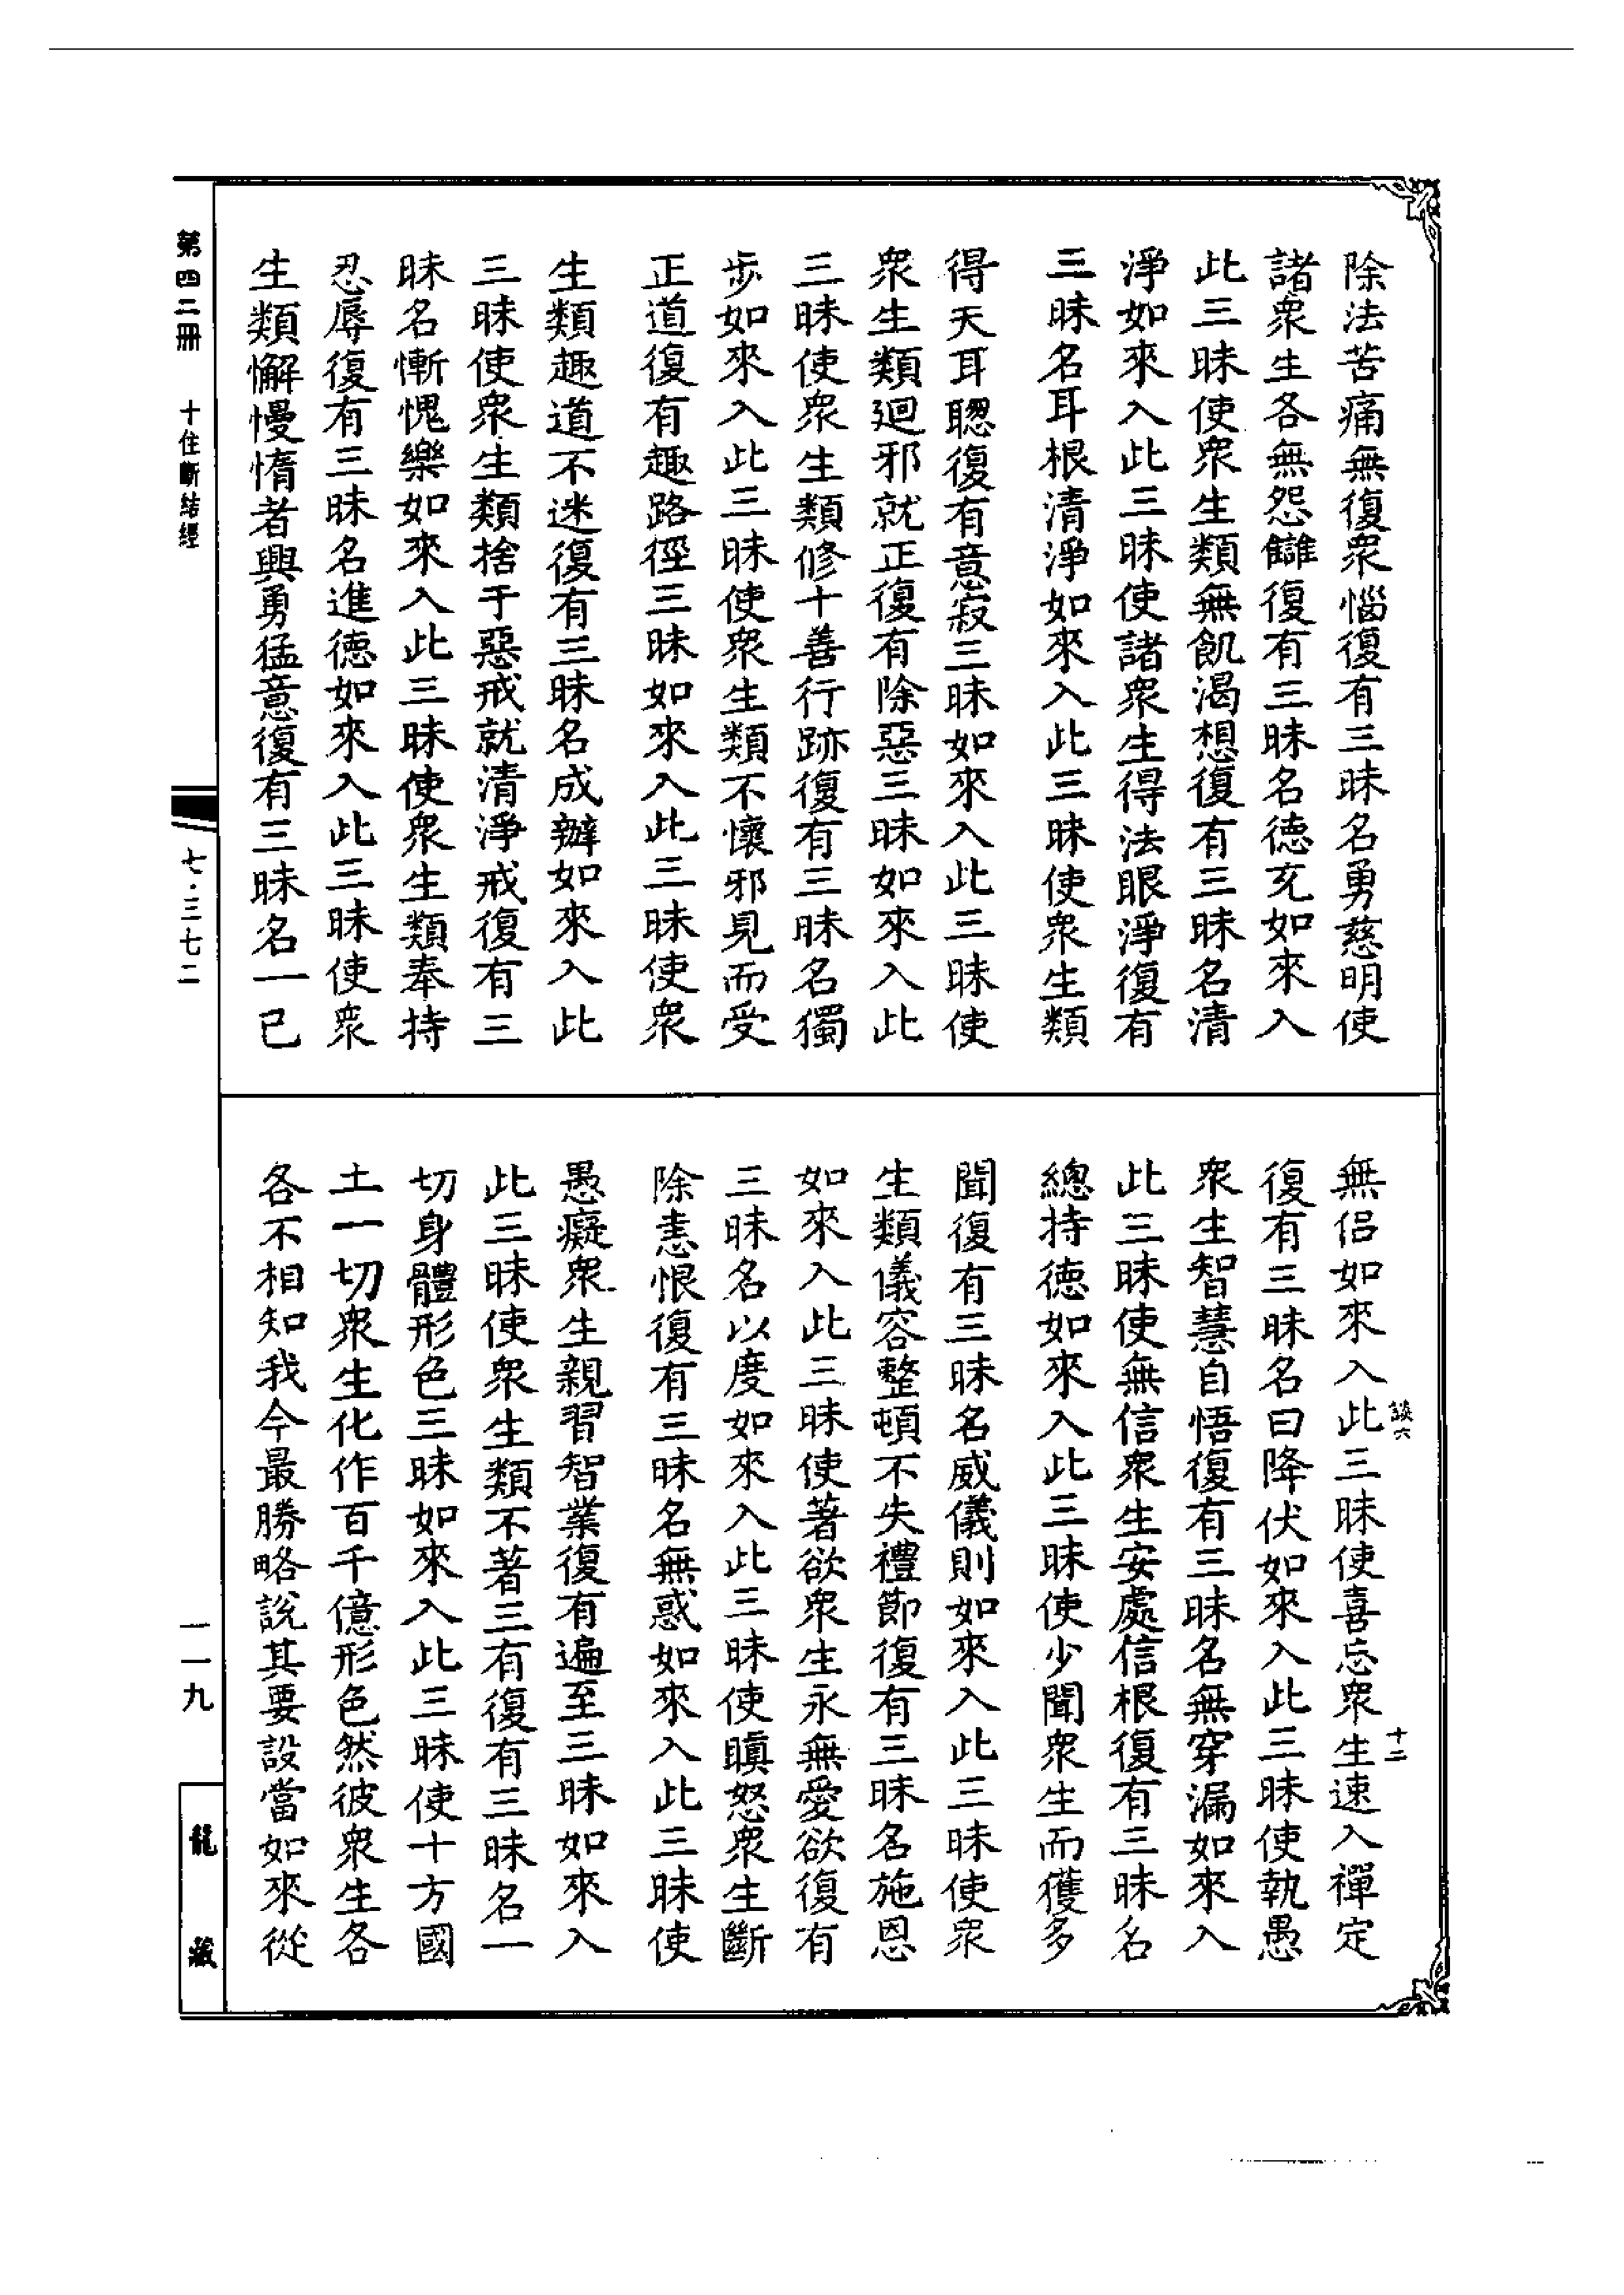 除法苦痛無復衆惱復有三昧名勇慈明使
諸衆生各無怨讎復有三昧名德充如來入
此三昧使衆生類無飢渴想復有三昧名清
淨如來入此三昧使諸衆生得法眼淨復有
三昧名耳根清淨如來入此三昧使衆生類
得天耳聰復有意寂三昧如來入此三昧使
衆生類迴邪就正復有除惡三昧如來入此
三昧使衆生類修十善行跡復有三昧名獨
步如來入此三昧使衆生類不懷邪見而受
正道復有趣路徑三昧如來入此三昧使衆
生類趣道不迷復有三昧名成辦如來入此
三昧使衆生類捨于惡戒就清淨戒復有三
昧名慚愧樂如來入此三昧使衆生類奉持
忍辱復有三昧名進德如來入此三昧使衆
生類懈慢惰者興勇猛意復有三昧名一已
無侣如來入此三昧使喜忘衆生速入禪定
復有三昧名曰降伏如來入此三昧使執愚
衆生智慧自悟復有三昧名無穿漏如來入
此三昧使無信衆生安處信根復有三昧名
總持德如來入此三昧使少聞衆生而獲多
聞復有三昧名威儀則如來入此三昧使衆
生類儀容整頓不失禮節復有三昧名施恩
如來入此三昧使著欲衆生永無愛欲復有
三昧名以度如來入此三昧使瞋怒衆生斷
除恚恨復有三昧名無惑如來入此三昧使
愚癡衆生親習智業復有遍至三昧如來入
此三昧使衆生類不著三有復有三昧名一
切身體形色三昧如來入此三昧使十方國
土一切衆生化作百千億形色然彼衆生各
各不相知我今最勝略説其要設當如來從
談六
十二
第四二冊 十住斷結經
七·三七二
一一九
龍藏